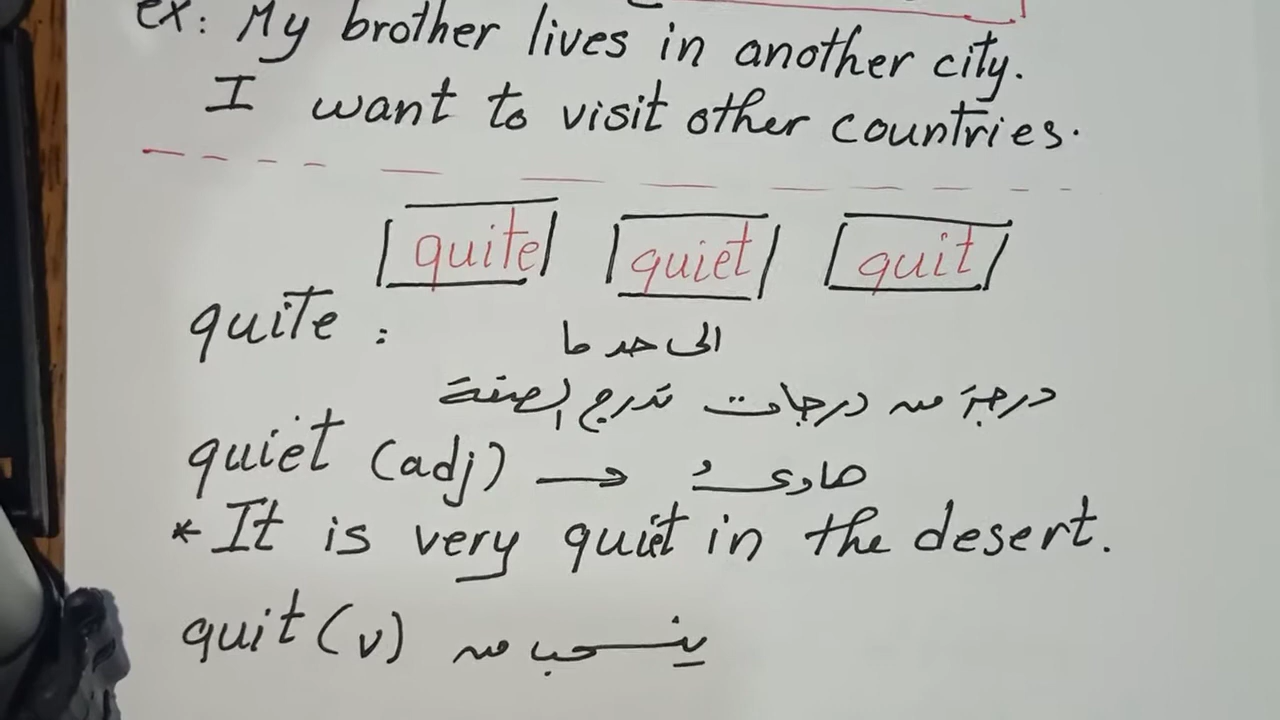 ex: My brother lives in another city.
I want to visit other countries.
quite quiet quit
quite : الى حد ما
درجة من درجات تدرج الصفة
quiet (adj) → هادئ
* It is very quiet in the desert.
quit (v) ينسحب من